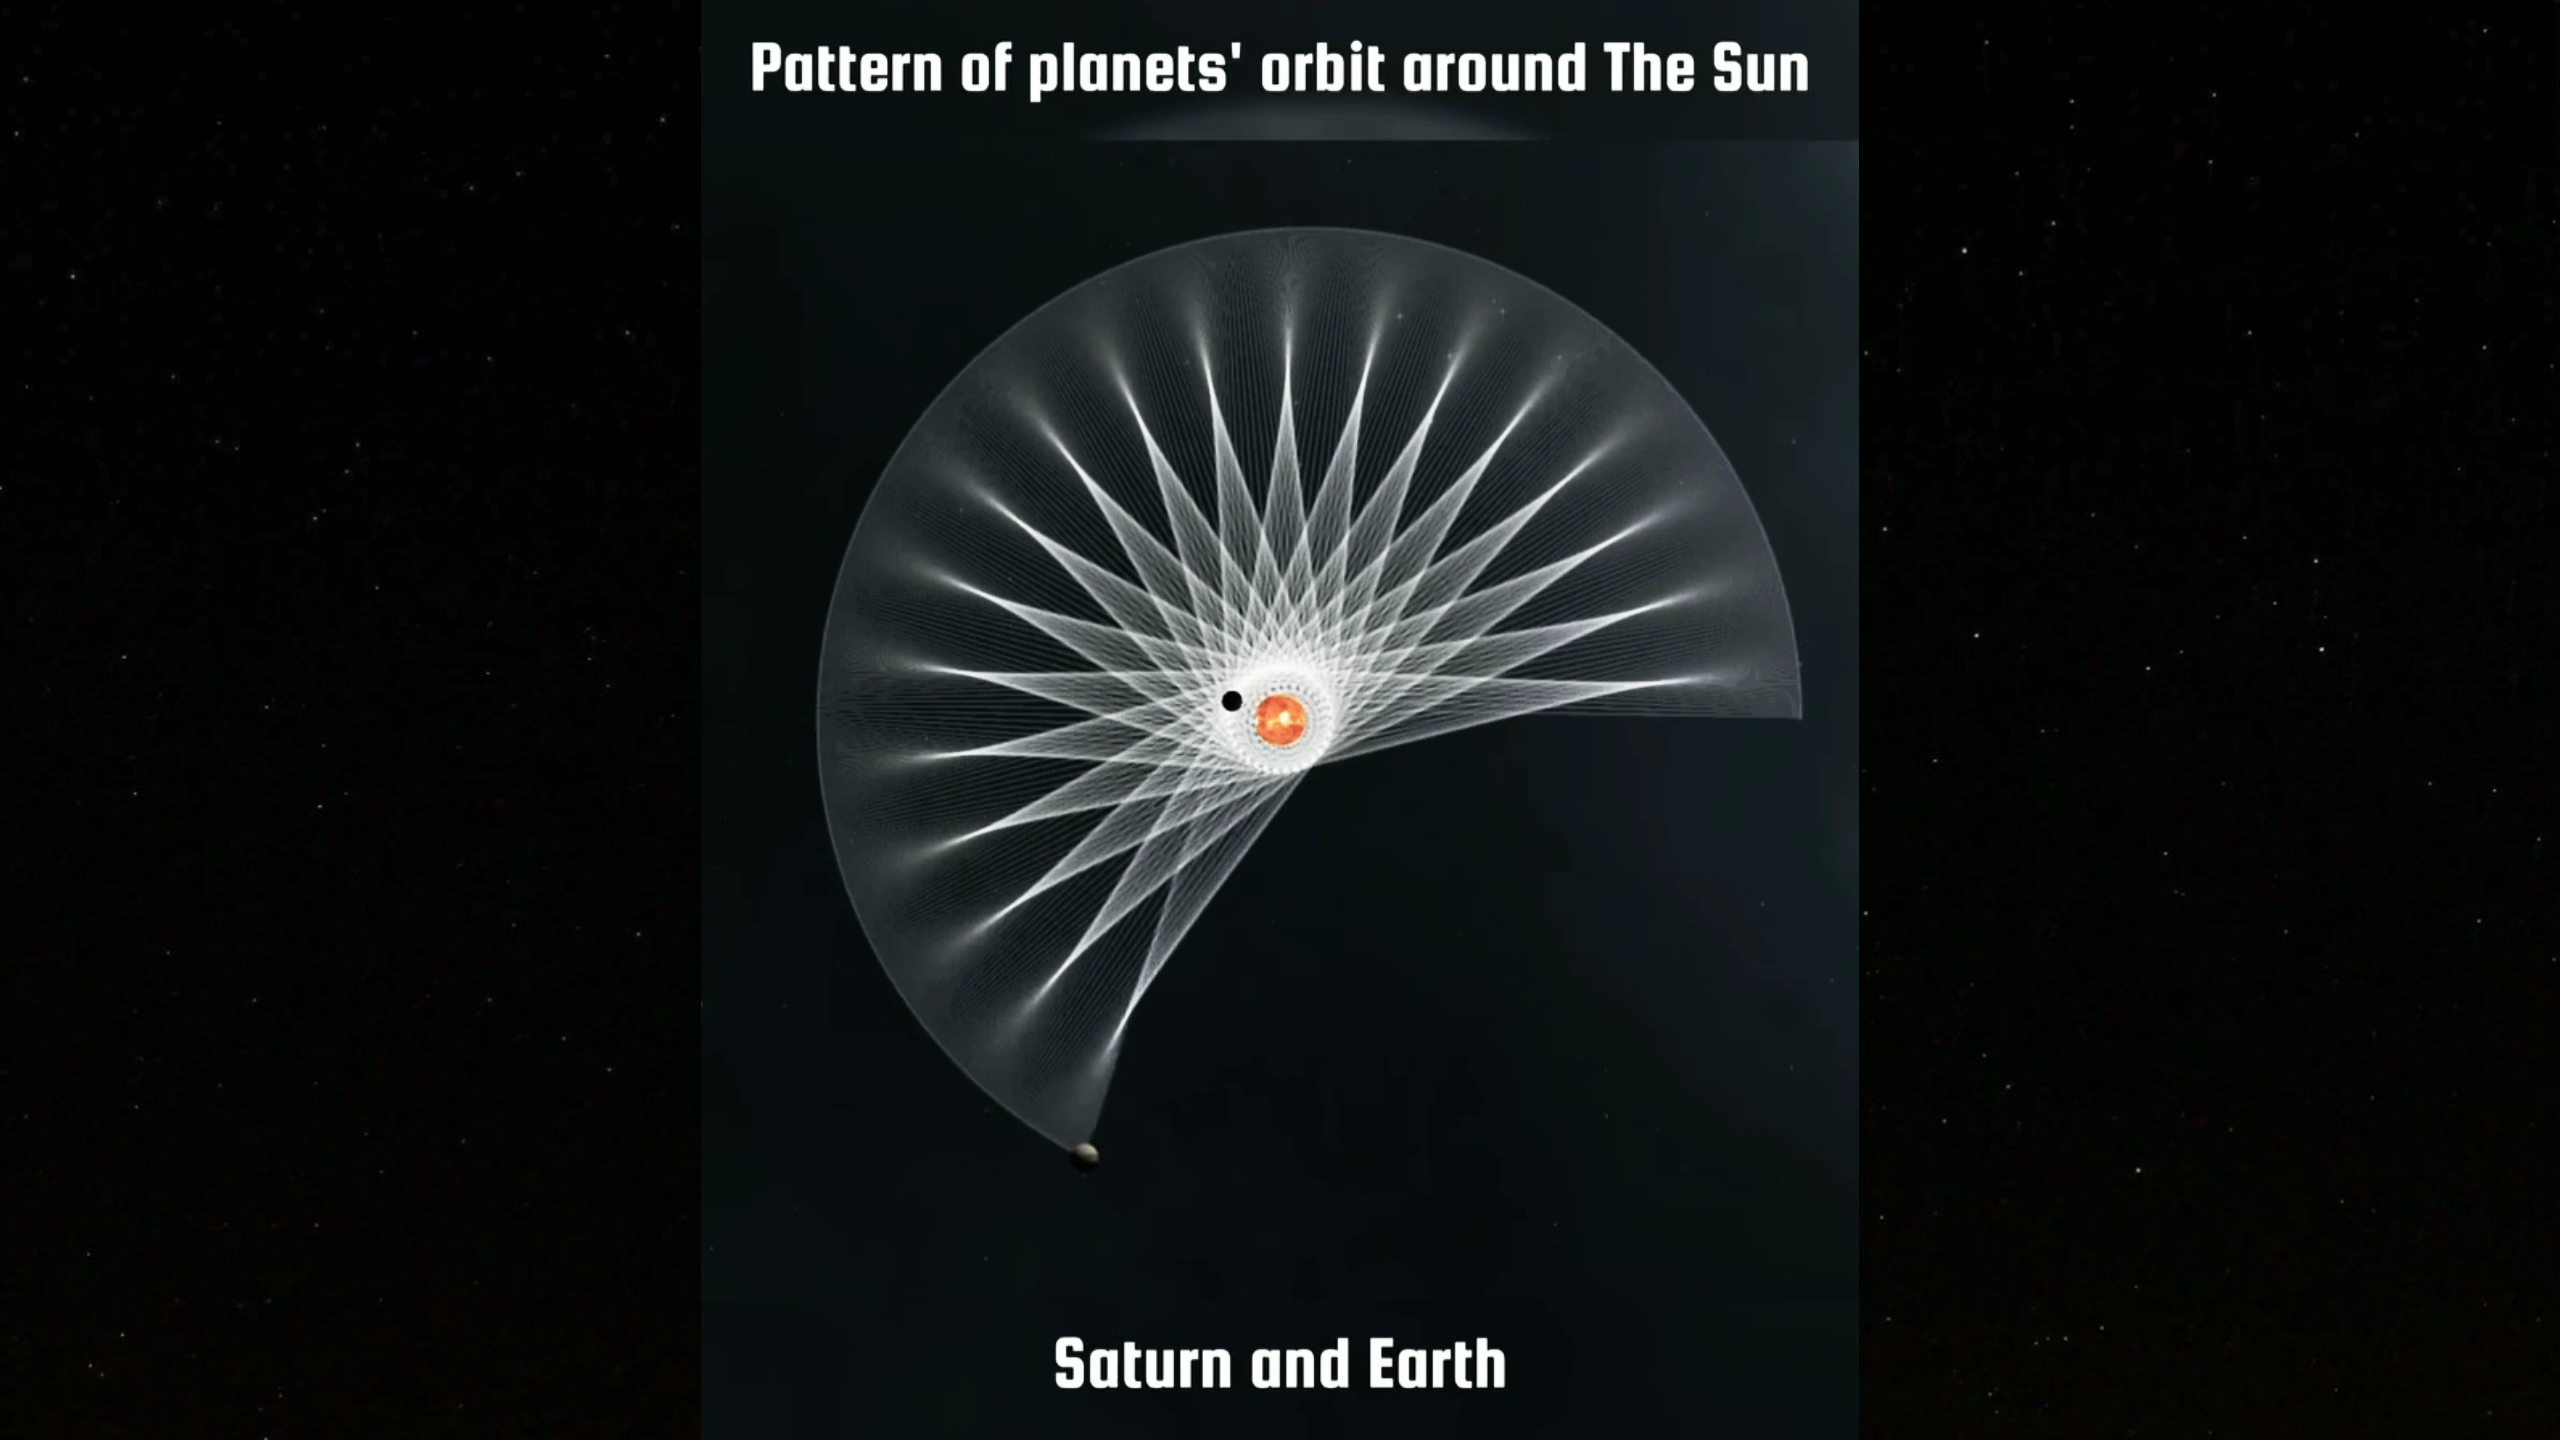 Pattern of planets' orbit around The Sun
Saturn and Earth